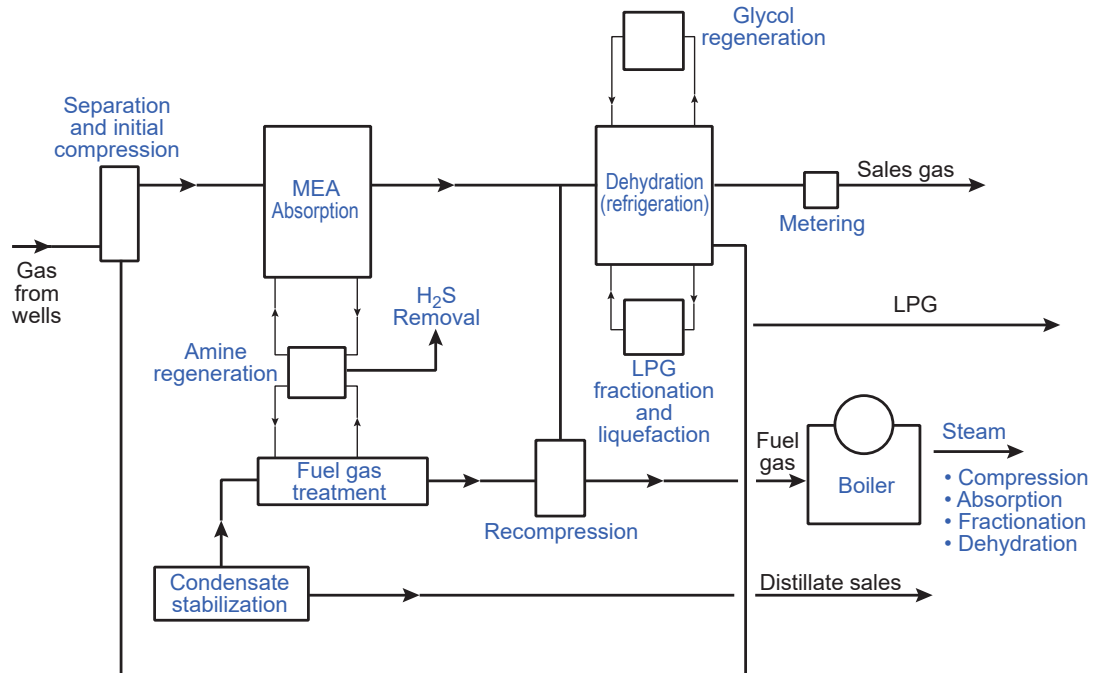 Glycol
regeneration
Separation
and initial
compression
MEA
Absorption
Dehydration
(refrigeration)
Sales gas
Metering
Gas
from
wells
H₂S
Removal
LPG
Amine
regeneration
LPG
fractionation
and
liquefaction
Fuel
gas
Boiler
Steam
• Compression
• Absorption
• Fractionation
• Dehydration
Fuel gas
treatment
Recompression
Condensate
stabilization
Distillate sales